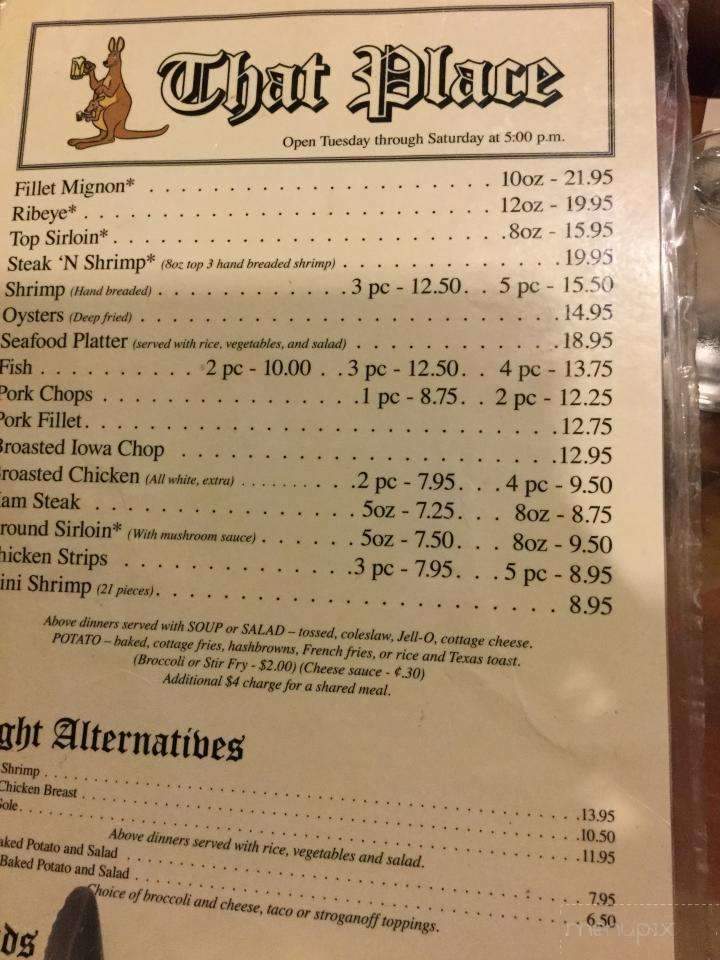 That Place
Open Tuesday through Saturday at 5:00 p.m.
Fillet Mignon* . . . . . . . . . . . . . . . . . . . . . . . . . . 10oz - 21.95
Ribeye* . . . . . . . . . . . . . . . . . . . . . . . . . . . . . . 12oz - 19.95
Top Sirloin* . . . . . . . . . . . . . . . . . . . . . . . . . . . . 8oz - 15.95
Steak 'N Shrimp* (8oz top 3 hand breaded shrimp) . . . . . . . . . . . . 19.95
Shrimp (Hand breaded) . . . . . . . . . . . . 3 pc - 12.50 . . 5 pc - 15.50
Oysters (Deep fried) . . . . . . . . . . . . . . . . . . . . . . . . 14.95
Seafood Platter (served with rice, vegetables, and salad) . . . . . . . . . 18.95
Fish . . . . . . . . . . 2 pc - 10.00 . . 3 pc - 12.50 . . 4 pc - 13.75
Pork Chops . . . . . . . . . . . . . . 1 pc - 8.75 . . 2 pc - 12.25
Pork Fillet . . . . . . . . . . . . . . . . . . . . . . . . . . 12.75
Broasted Iowa Chop . . . . . . . . . . . . . . . . . . . . . . 12.95
roasted Chicken (All white, extra) . . . . . . . . . 2 pc - 7.95 . . . 4 pc - 9.50
am Steak . . . . . . . . . . . . . . 5oz - 7.25 . . . 8oz - 8.75
round Sirloin* (With mushroom sauce) . . . . . . 5oz - 7.50 . . . 8oz - 9.50
hicken Strips . . . . . . . . . . . . 3 pc - 7.95 . . . 5 pc - 8.95
ini Shrimp (21 pieces) . . . . . . . . . . . . . . . . . . . . . 8.95
Above dinners served with SOUP or SALAD – tossed, coleslaw, Jell-O, cottage cheese.
POTATO – baked, cottage fries, hashbrowns, French fries, or rice and Texas toast.
(Broccoli or Stir Fry - $2.00) (Cheese sauce - ¢.30)
Additional $4 charge for a shared meal.
ght Alternatives
Shrimp . . . . . . . . . . . . . . . . . . . . . . . . . . . . 13.95
Chicken Breast . . . . . . . . . . . . . . . . . . . . . . . . . 10.50
Sole . . . . . . . . . . . . . . . . . . . . . . . . . . . . . . 11.95
Above dinners served with rice, vegetables and salad.
aked Potato and Salad . . . . . . . . . . . . . . . . . . . . . . 7.95
Baked Potato and Salad . . . . . . . . . . . . . . . . . . . . . . 6.50
Choice of broccoli and cheese, taco or stroganoff toppings.
ds
menupix